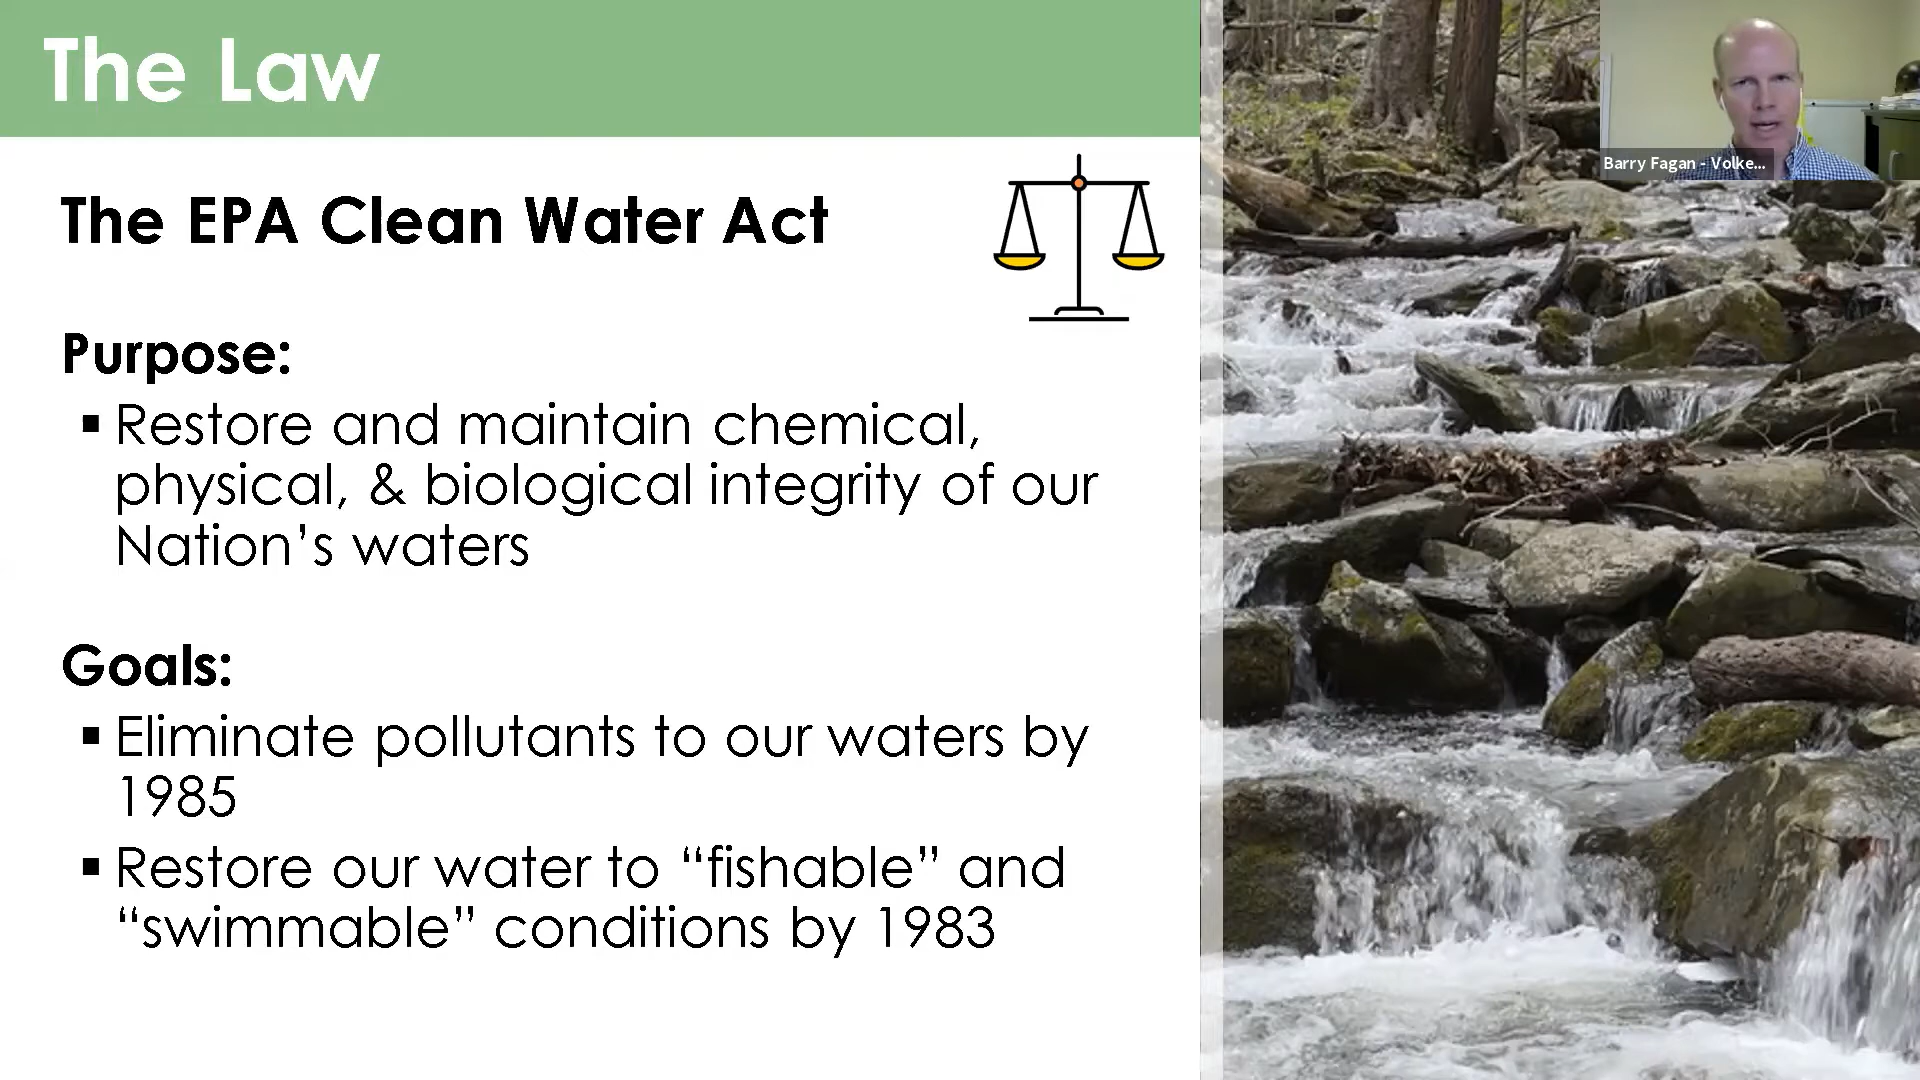 The Law
Barry Fagan - Volke...
The EPA Clean Water Act
Purpose:
▪ Restore and maintain chemical,
physical, & biological integrity of our
Nation’s waters
Goals:
▪ Eliminate pollutants to our waters by
1985
▪ Restore our water to “fishable” and
“swimmable” conditions by 1983